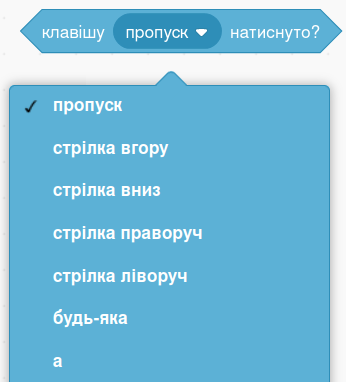 клавішу пропуск натиснуто?
пропуск
стрілка вгору
стрілка вниз
стрілка праворуч
стрілка ліворуч
будь-яка
a